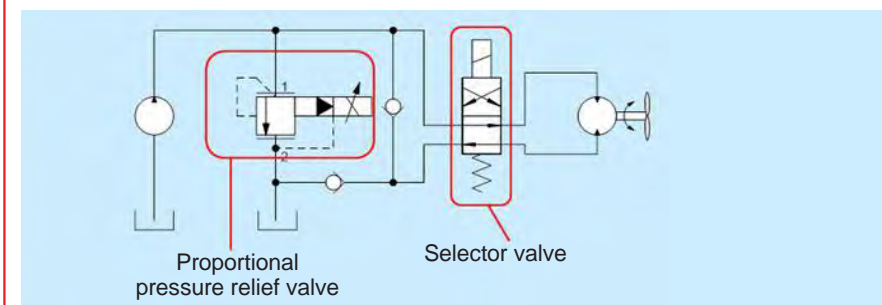 1
2
Proportional
pressure relief valve
Selector valve